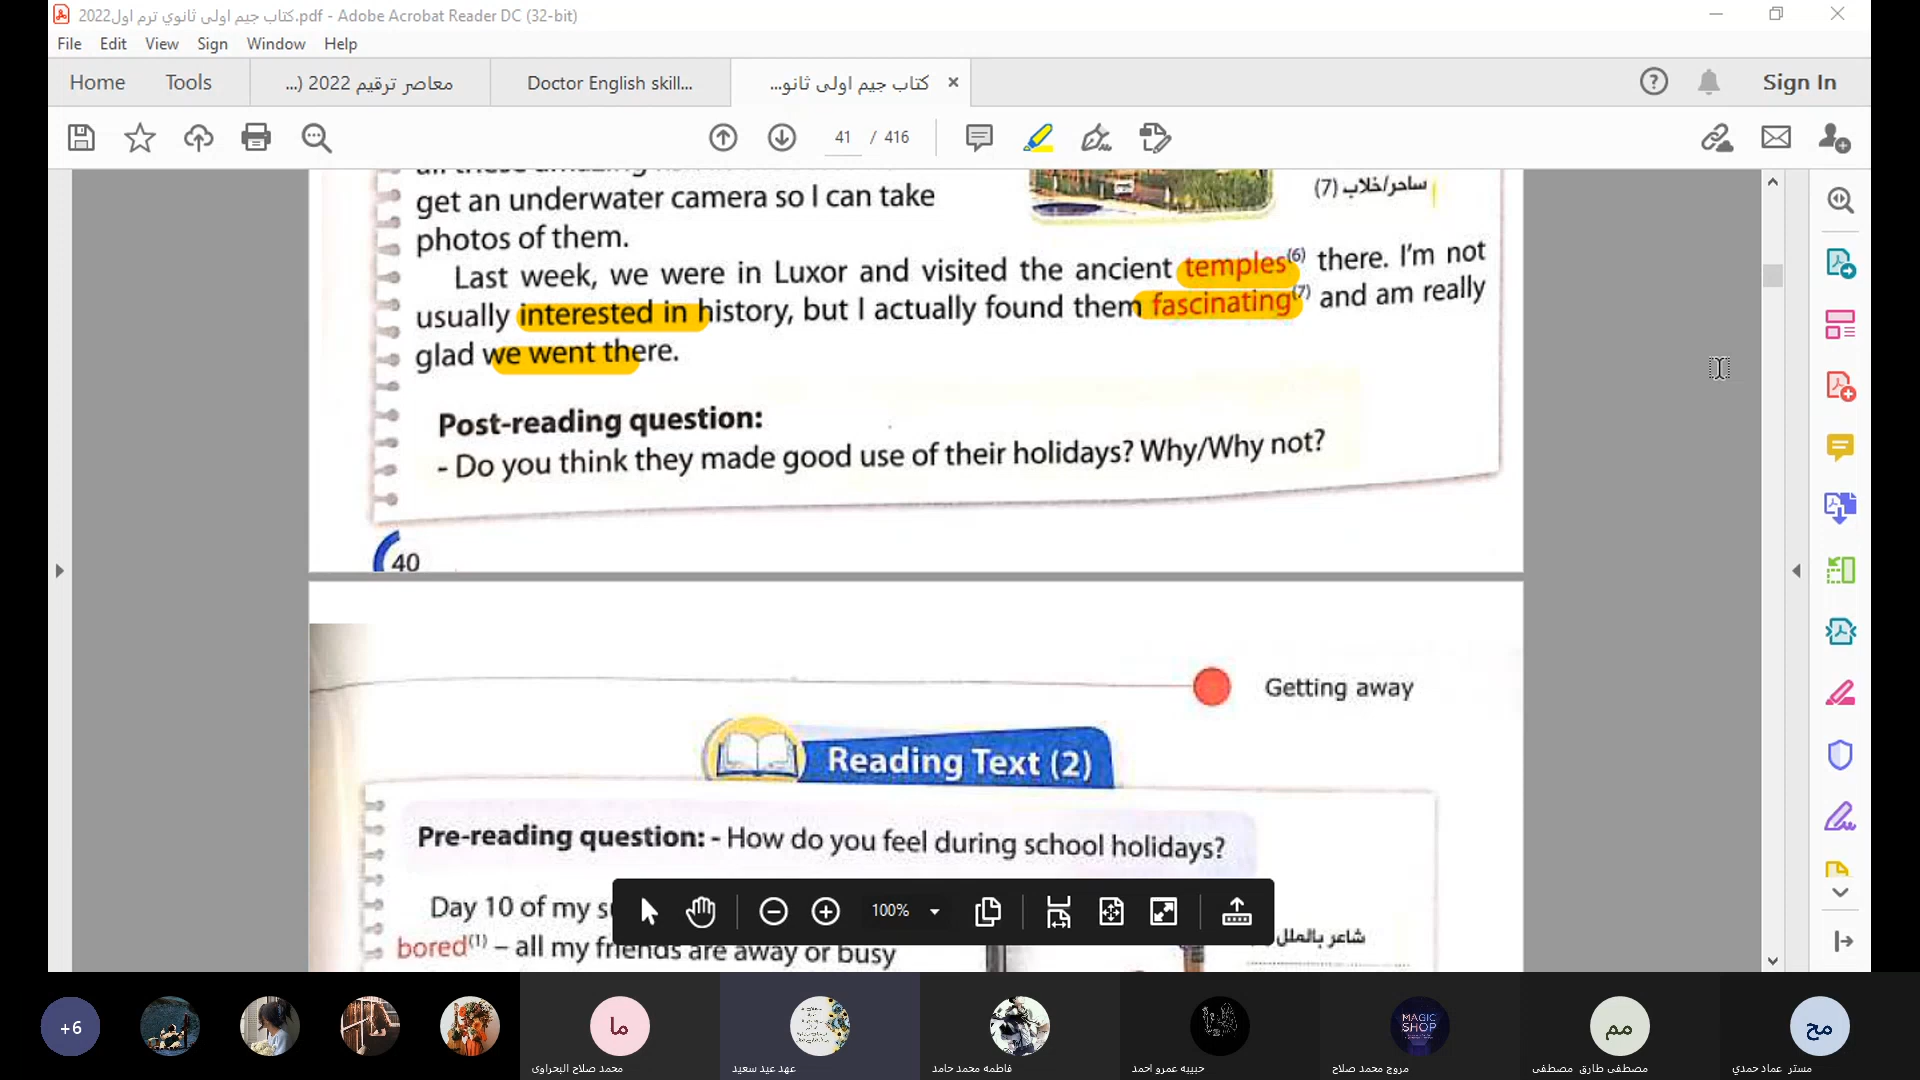 كتاب جيم اولى ثانوي ترم اول2022.pdf - Adobe Acrobat Reader DC (32-bit)
File Edit View Sign Window Help
Home Tools معاصر ترقيم 2022 (... Doctor English skill... كتاب جيم اولى ثانو... Sign In
41 / 416
get an underwater camera so I can take
ساحر/خلاب (7)
photos of them.
Last week, we were in Luxor and visited the ancient temples(6) there. I'm not
usually interested in history, but I actually found them fascinating(7) and am really
glad we went there.
Post-reading question:
- Do you think they made good use of their holidays? Why/Why not?
40
Getting away
Reading Text (2)
Pre-reading question: - How do you feel during school holidays?
Day 10 of my
100%
bored(1) – all my friends are away or busy
شاعر بالملل
+6
ما
مم
مح
MAGIC SHOP
محمد صلاح البحراوى
عهد عيد سعيد
فاطمه محمد حامد
حبيبه عمرو احمد
مروج محمد صلاح
مصطفى طارق مصطفى
مستر عماد حمدي